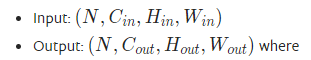 • Input: (N, C_in, H_in, W_in)
• Output: (N, C_out, H_out, W_out) where